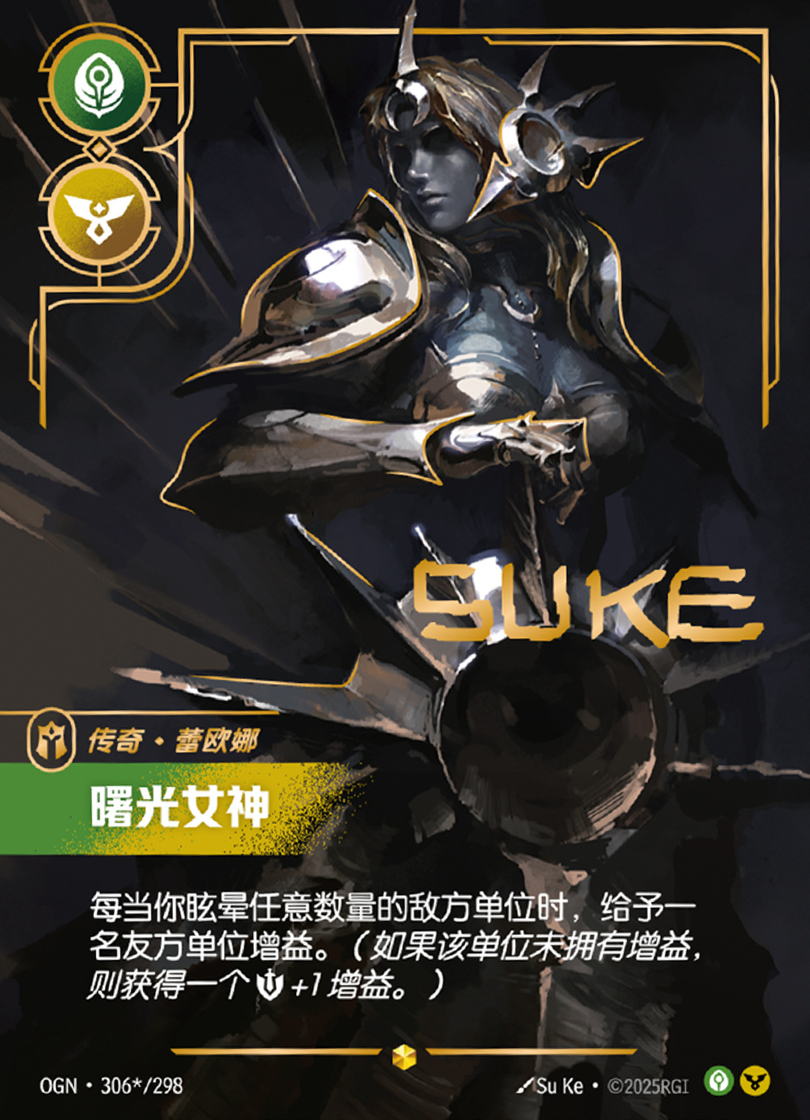 SUKE
传奇・蕾欧娜
曙光女神
每当你眩晕任意数量的敌方单位时，给予一
名友方单位增益。（如果该单位未拥有增益，
则获得一个 +1 增益。）
OGN • 306*/298
Su Ke • ©2025RGI